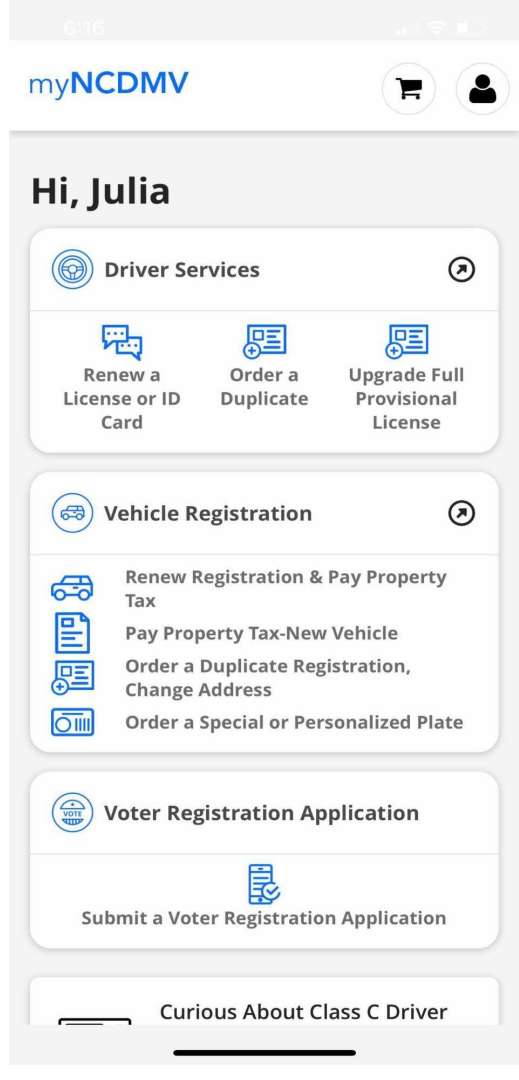 6:16
myNCDMV
Hi, Julia
Driver Services
Renew a
License or ID
Card
Order a
Duplicate
Upgrade Full
Provisional
License
Vehicle Registration
Renew Registration & Pay Property
Tax
Pay Property Tax-New Vehicle
Order a Duplicate Registration,
Change Address
Order a Special or Personalized Plate
VOTE
Voter Registration Application
Submit a Voter Registration Application
Curious About Class C Driver